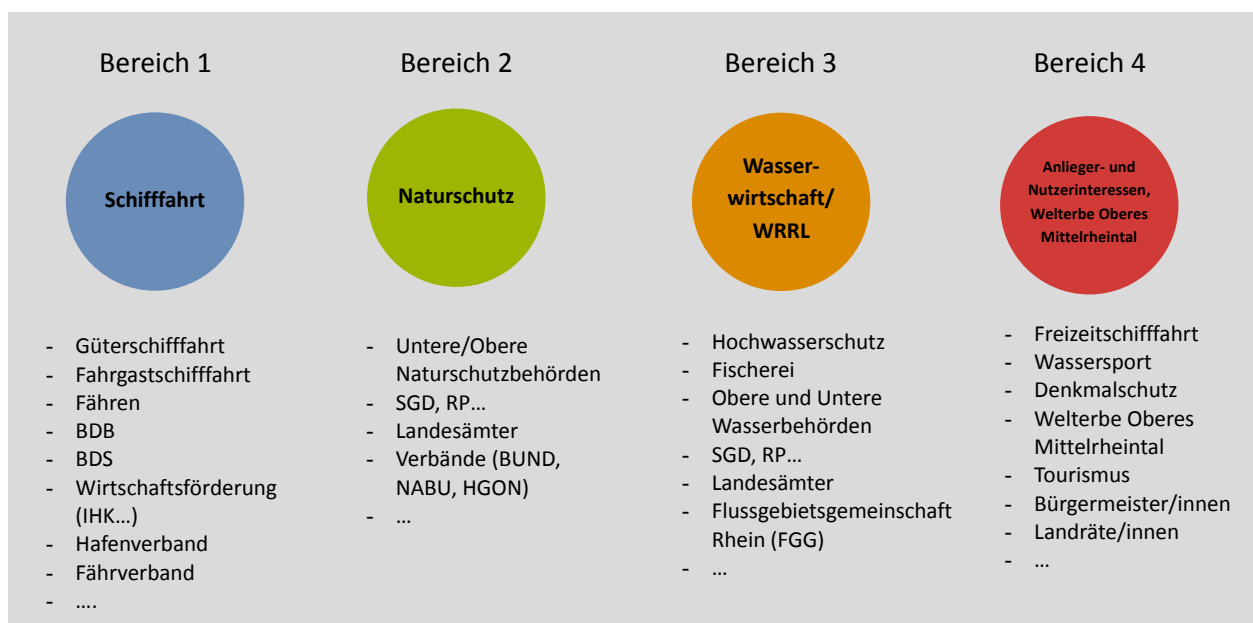 Bereich 1
Schifffahrt
- Güterschifffahrt
- Fahrgastschifffahrt
- Fähren
- BDB
- BDS
- Wirtschaftsförderung
(IHK...)
- Hafenverband
- Fährverband
- ....
Bereich 2
Naturschutz
- Untere/Obere
Naturschutzbehörden
- SGD, RP...
- Landesämter
- Verbände (BUND,
NABU, HGON)
- ...
Bereich 3
Wasser-
wirtschaft/
WRRL
- Hochwasserschutz
- Fischerei
- Obere und Untere
Wasserbehörden
- SGD, RP...
- Landesämter
- Flussgebietsgemeinschaft
Rhein (FGG)
- ...
Bereich 4
Anlieger- und
Nutzerinteressen,
Welterbe Oberes
Mittelrheintal
- Freizeitschifffahrt
- Wassersport
- Denkmalschutz
- Welterbe Oberes
Mittelrheintal
- Tourismus
- Bürgermeister/innen
- Landräte/innen
- ...